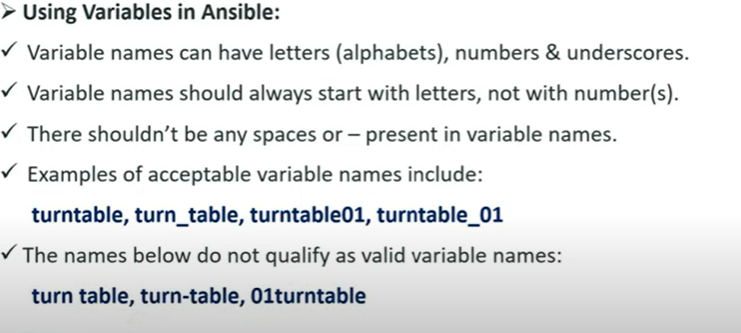 ➢ Using Variables in Ansible:
✓ Variable names can have letters (alphabets), numbers & underscores.
✓ Variable names should always start with letters, not with number(s).
✓ There shouldn’t be any spaces or – present in variable names.
✓ Examples of acceptable variable names include:
turntable, turn_table, turntable01, turntable_01
✓ The names below do not qualify as valid variable names:
turn table, turn-table, 01turntable